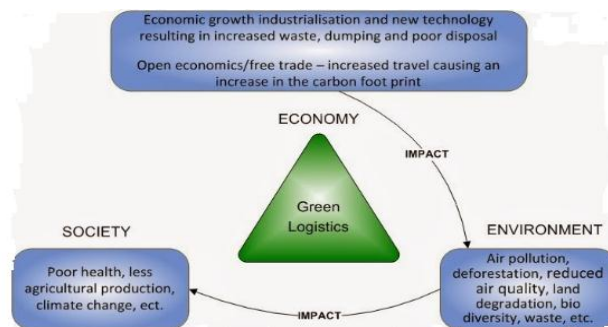 Economic growth industrialisation and new technology
resulting in increased waste, dumping and poor disposal
Open economics/free trade – increased travel causing an
increase in the carbon foot print
ECONOMY
IMPACT
Green
Logistics
SOCIETY
ENVIRONMENT
Poor health, less
agricultural production,
climate change, ect.
Air pollution,
deforestation, reduced
air quality, land
degradation, bio
diversity, waste, etc.
IMPACT